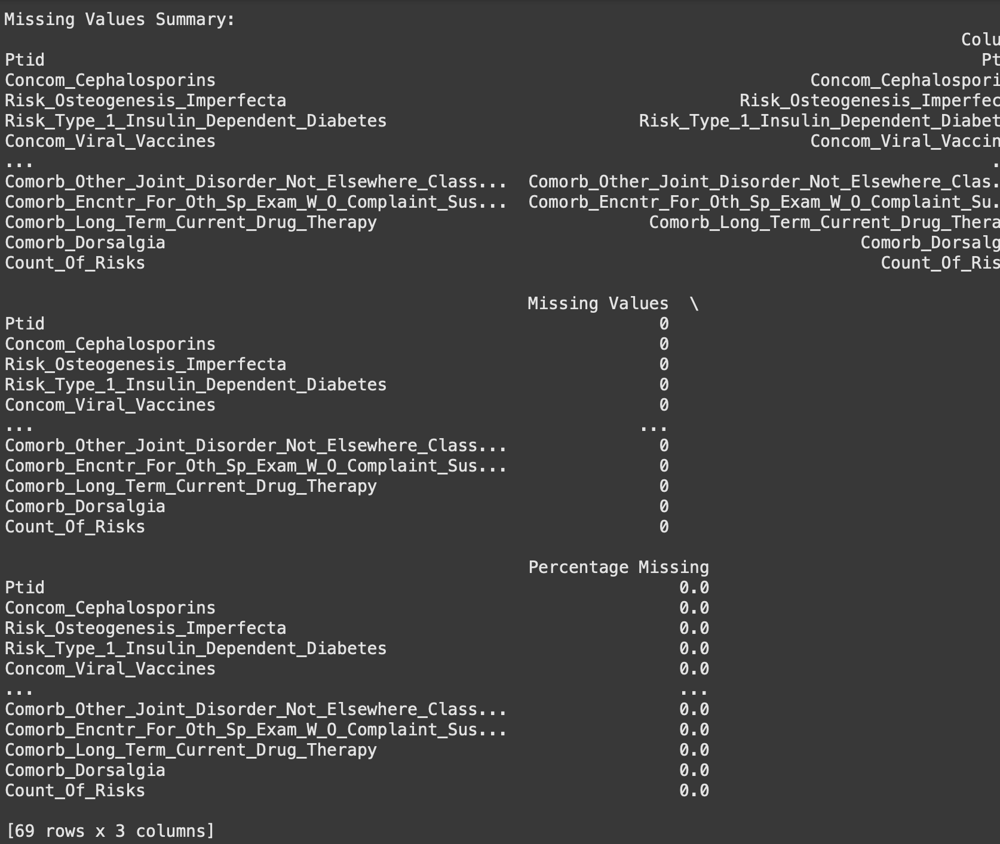 Missing Values Summary:
Colu
Ptid Pt
Concom_Cephalosporins Concom_Cephalospori
Risk_Osteogenesis_Imperfecta Risk_Osteogenesis_Imperfec
Risk_Type_1_Insulin_Dependent_Diabetes Risk_Type_1_Insulin_Dependent_Diabet
Concom_Viral_Vaccines Concom_Viral_Vaccin
... .
Comorb_Other_Joint_Disorder_Not_Elsewhere_Class... Comorb_Other_Joint_Disorder_Not_Elsewhere_Clas.
Comorb_Encntr_For_Oth_Sp_Exam_W_O_Complaint_Sus... Comorb_Encntr_For_Oth_Sp_Exam_W_O_Complaint_Su.
Comorb_Long_Term_Current_Drug_Therapy Comorb_Long_Term_Current_Drug_Thera
Comorb_Dorsalgia Comorb_Dorsalg
Count_Of_Risks Count_Of_Ris
Missing Values \
Ptid 0
Concom_Cephalosporins 0
Risk_Osteogenesis_Imperfecta 0
Risk_Type_1_Insulin_Dependent_Diabetes 0
Concom_Viral_Vaccines 0
... ...
Comorb_Other_Joint_Disorder_Not_Elsewhere_Class... 0
Comorb_Encntr_For_Oth_Sp_Exam_W_O_Complaint_Sus... 0
Comorb_Long_Term_Current_Drug_Therapy 0
Comorb_Dorsalgia 0
Count_Of_Risks 0
Percentage Missing
Ptid 0.0
Concom_Cephalosporins 0.0
Risk_Osteogenesis_Imperfecta 0.0
Risk_Type_1_Insulin_Dependent_Diabetes 0.0
Concom_Viral_Vaccines 0.0
... ...
Comorb_Other_Joint_Disorder_Not_Elsewhere_Class... 0.0
Comorb_Encntr_For_Oth_Sp_Exam_W_O_Complaint_Sus... 0.0
Comorb_Long_Term_Current_Drug_Therapy 0.0
Comorb_Dorsalgia 0.0
Count_Of_Risks 0.0
[69 rows x 3 columns]